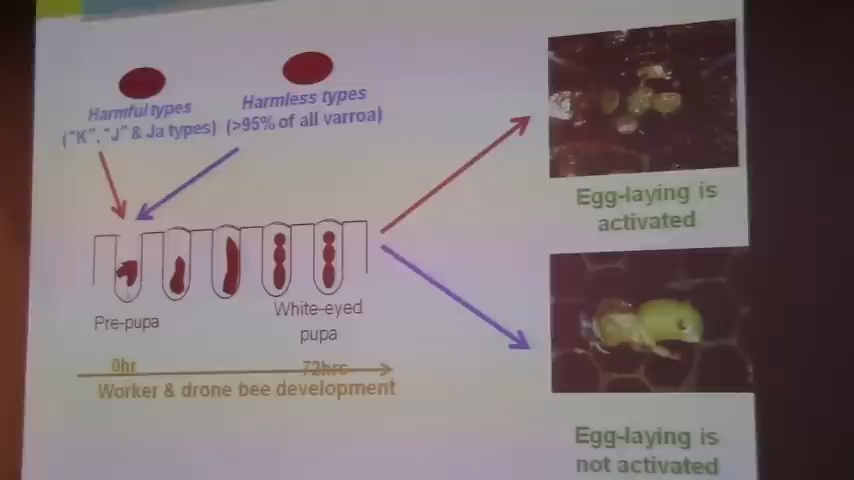 Harmful types
("K", "J" & Ja types)
Harmless types
(>95% of all varroa)
Egg-laying is
activated
Pre-pupa
White-eyed
pupa
0hr
72hrs
Worker & drone bee development
Egg-laying is
not activated